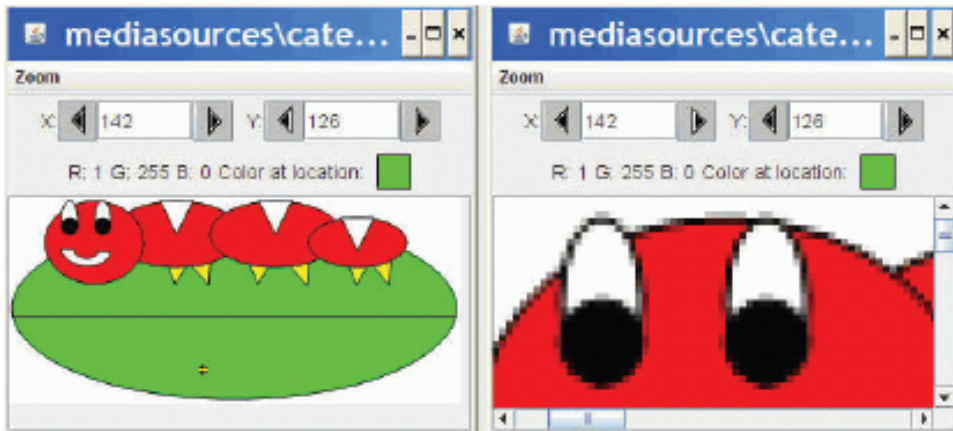 mediasources\cate...
Zoom
X: 142 Y: 126
R: 1 G: 255 B: 0 Color at location:
mediasources\cate...
Zoom
X: 142 Y: 126
R: 1 G: 255 B: 0 Color at location: